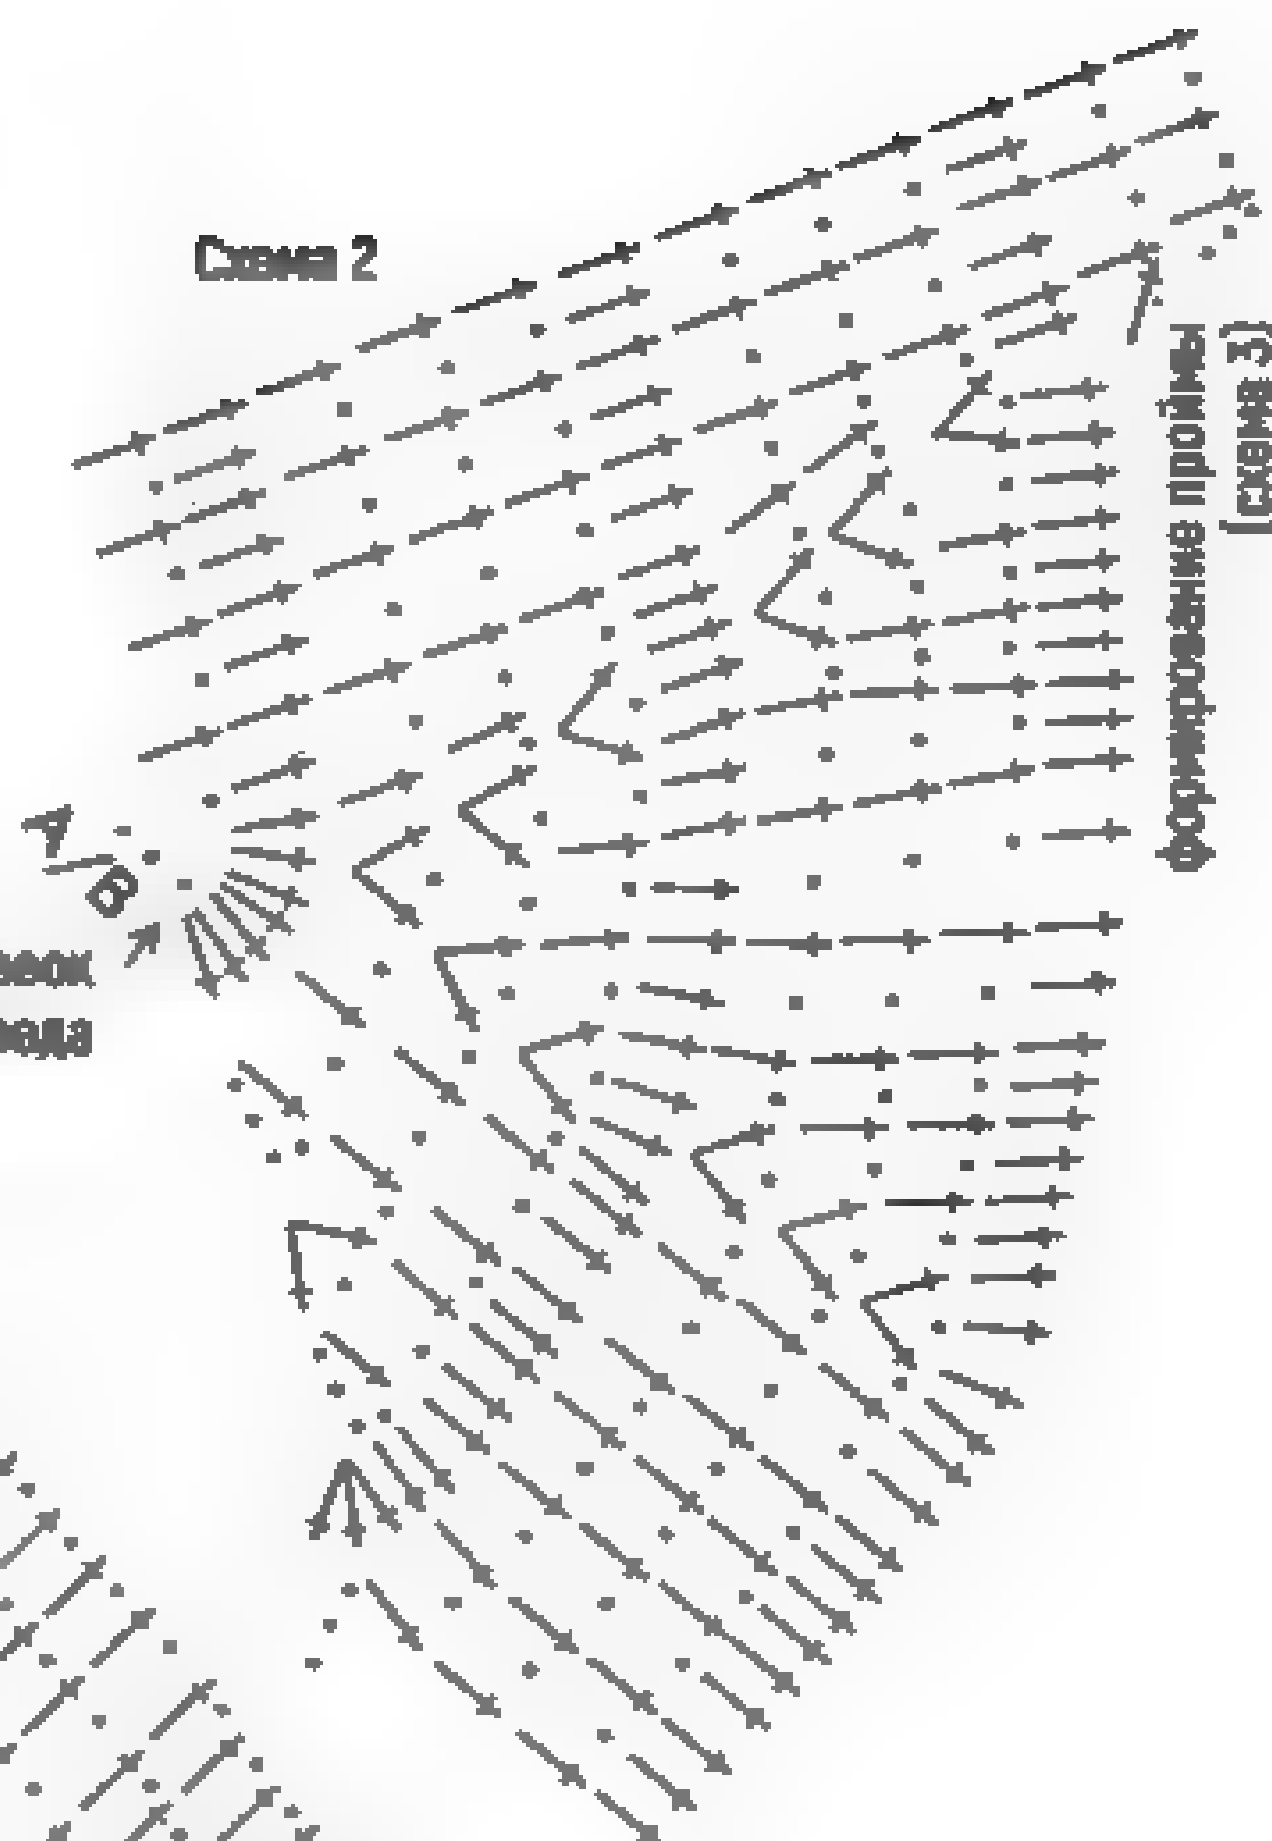 Схема 2
A
B
Формирование проймы
(схема 3)